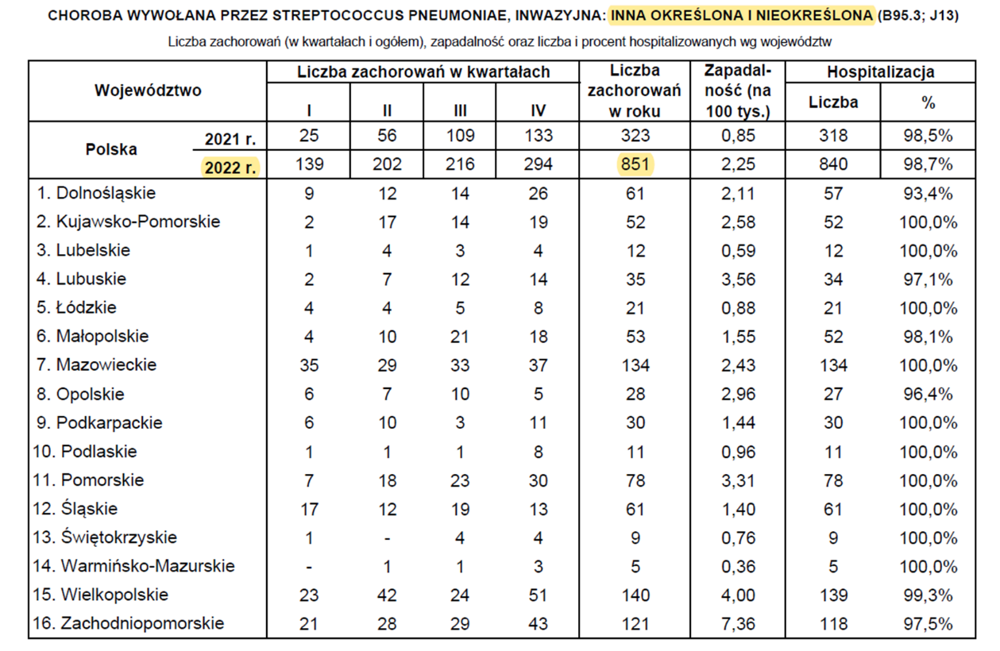 CHOROBA WYWOŁANA PRZEZ STREPTOCOCCUS PNEUMONIAE, INWAZYJNA: INNA OKREŚLONA I NIEOKREŚLONA (B95.3; J13)
Liczba zachorowań (w kwartałach i ogółem), zapadalność oraz liczba i procent hospitalizowanych wg województw
Województwo Liczba zachorowań w kwartałach Liczba zachorowań w roku Zapadal-ność (na 100 tys.) Hospitalizacja
I II III IV Liczba %
Polska 2021 r. 25 56 109 133 323 0,85 318 98,5%
2022 r. 139 202 216 294 851 2,25 840 98,7%
1. Dolnośląskie 9 12 14 26 61 2,11 57 93,4%
2. Kujawsko-Pomorskie 2 17 14 19 52 2,58 52 100,0%
3. Lubelskie 1 4 3 4 12 0,59 12 100,0%
4. Lubuskie 2 7 12 14 35 3,56 34 97,1%
5. Łódzkie 4 4 5 8 21 0,88 21 100,0%
6. Małopolskie 4 10 21 18 53 1,55 52 98,1%
7. Mazowieckie 35 29 33 37 134 2,43 134 100,0%
8. Opolskie 6 7 10 5 28 2,96 27 96,4%
9. Podkarpackie 6 10 3 11 30 1,44 30 100,0%
10. Podlaskie 1 1 1 8 11 0,96 11 100,0%
11. Pomorskie 7 18 23 30 78 3,31 78 100,0%
12. Śląskie 17 12 19 13 61 1,40 61 100,0%
13. Świętokrzyskie 1 - 4 4 9 0,76 9 100,0%
14. Warmińsko-Mazurskie - 1 1 3 5 0,36 5 100,0%
15. Wielkopolskie 23 42 24 51 140 4,00 139 99,3%
16. Zachodniopomorskie 21 28 29 43 121 7,36 118 97,5%